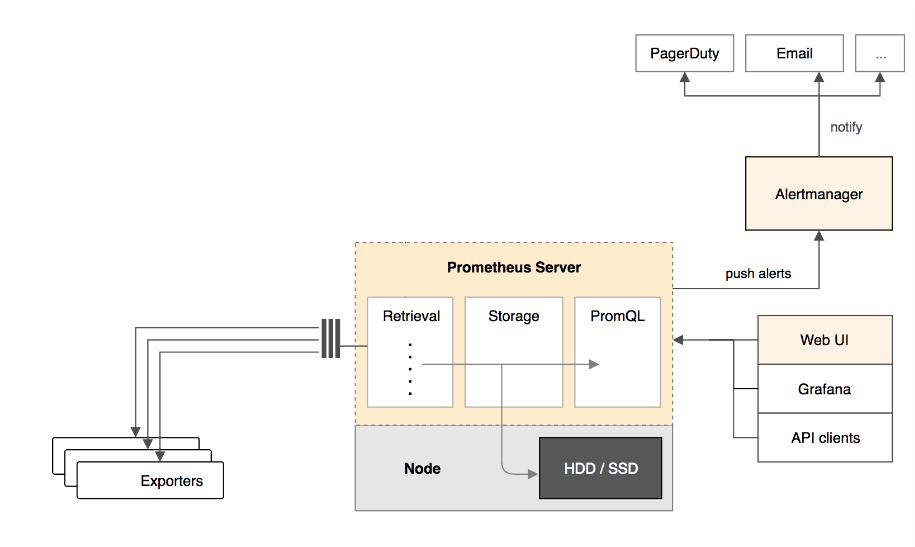 PagerDuty
Email
...
notify
Alertmanager
push alerts
Prometheus Server
Retrieval
Storage
PromQL
Web UI
Grafana
API clients
Exporters
Node
HDD / SSD